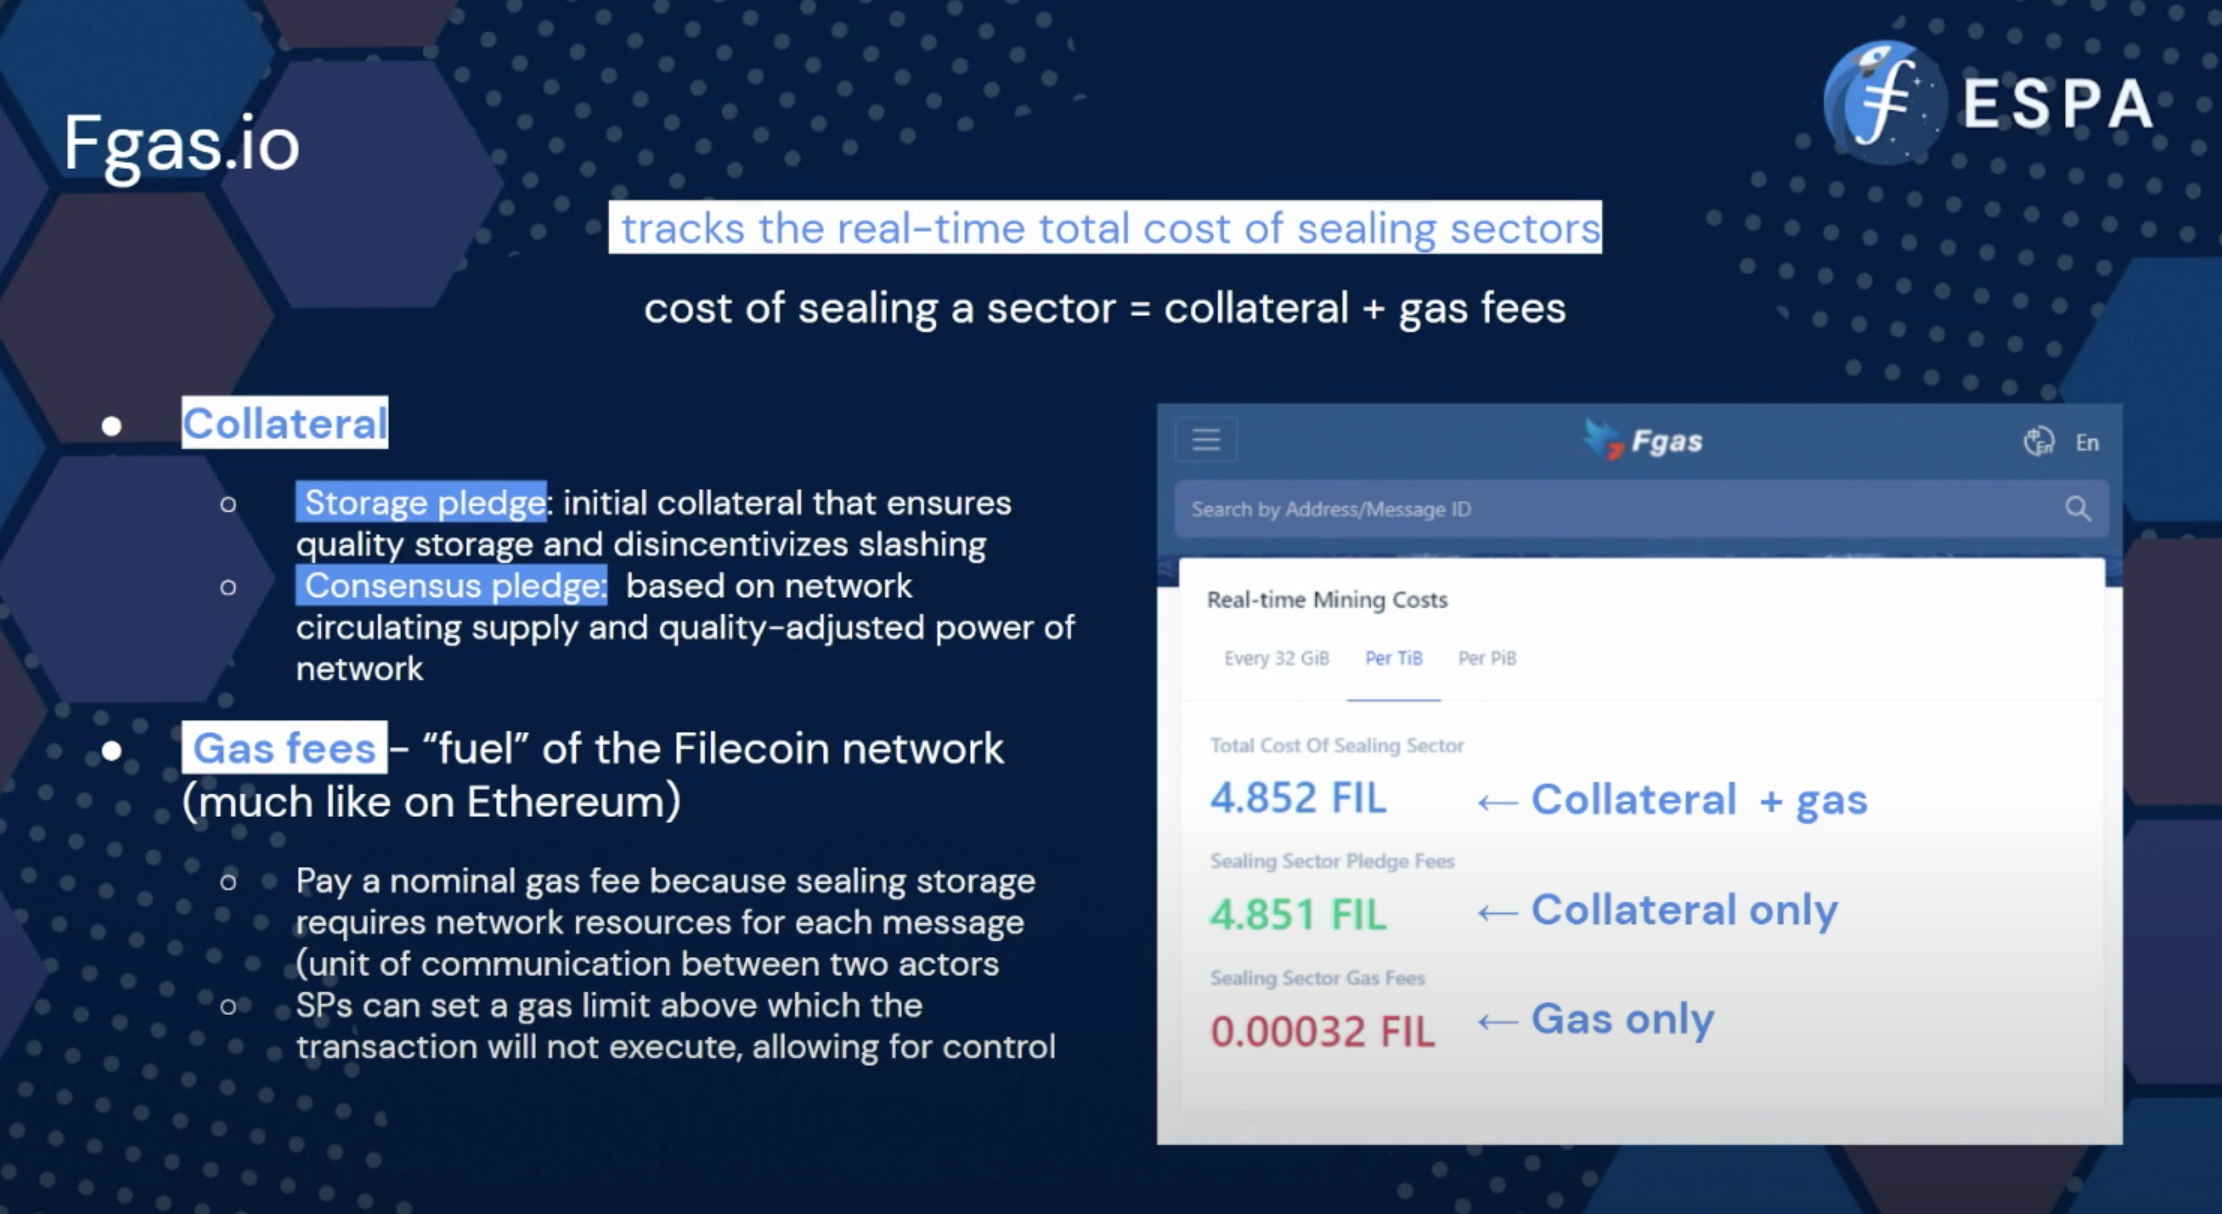 Fgas.io
ESPA
tracks the real-time total cost of sealing sectors
cost of sealing a sector = collateral + gas fees
● Collateral
○ Storage pledge: initial collateral that ensures
quality storage and disincentivizes slashing
○ Consensus pledge: based on network
circulating supply and quality-adjusted power of
network
● Gas fees – “fuel” of the Filecoin network
(much like on Ethereum)
○ Pay a nominal gas fee because sealing storage
requires network resources for each message
(unit of communication between two actors
○ SPs can set a gas limit above which the
transaction will not execute, allowing for control
Fgas
En
Search by Address/Message ID
Real-time Mining Costs
Every 32 GiB Per TiB Per PiB
Total Cost Of Sealing Sector
4.852 FIL ← Collateral + gas
Sealing Sector Pledge Fees
4.851 FIL ← Collateral only
Sealing Sector Gas Fees
0.00032 FIL ← Gas only